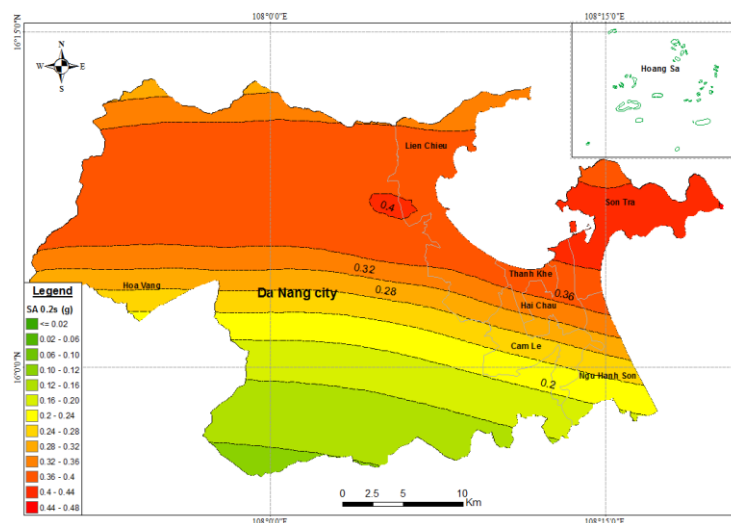 108°0'0"E
108°15'0"E
16°15'0"N
N
W E
S
Hoang Sa
Lien Chieu
0.4
Son Tra
0.32
Thanh Khe
0.36
Hoa Vang
Da Nang city
0.28
Hai Chau
Cam Le
Ngu Hanh Son
0.2
16°0'0"N
Legend
SA 0.2s (g)
<= 0.02
0.02 - 0.06
0.06 - 0.10
0.10 - 0.12
0.12 - 0.16
0.16 - 0.20
0.2 - 0.24
0.24 - 0.28
0.28 - 0.32
0.32 - 0.36
0.36 - 0.4
0.4 - 0.44
0.44 - 0.48
0 2.5 5 10
Km
108°0'0"E
108°15'0"E